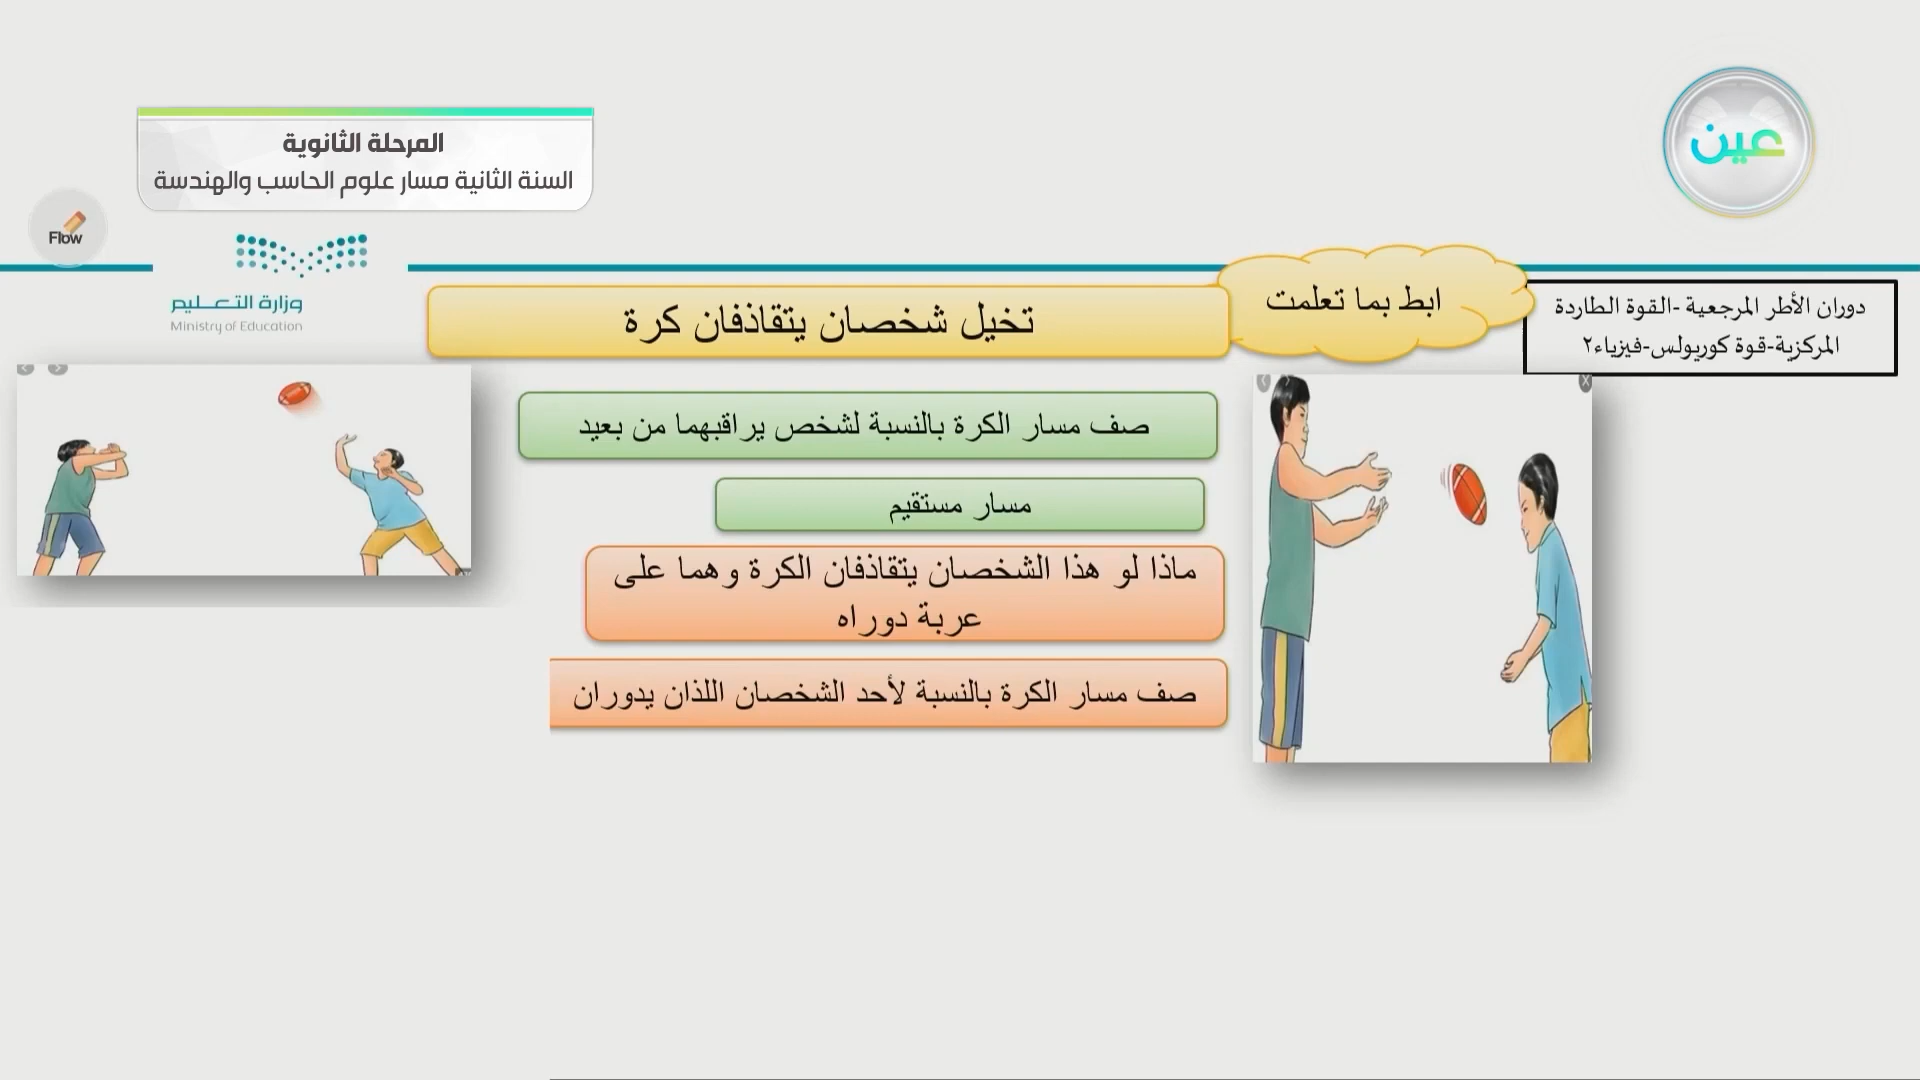 عين
المرحلة الثانوية
السنة الثانية مسار علوم الحاسب والهندسة
Flow
وزارة التعليم
Ministry of Education
دوران الأطر المرجعية -القوة الطاردة
المركزية-قوة كوريولس-فيزياء٢
ابط بما تعلمت
تخيل شخصان يتقاذفان كرة
صف مسار الكرة بالنسبة لشخص يراقبهما من بعيد
مسار مستقيم
ماذا لو هذا الشخصان يتقاذفان الكرة وهما على
عربة دوراه
صف مسار الكرة بالنسبة لأحد الشخصان اللذان يدوران